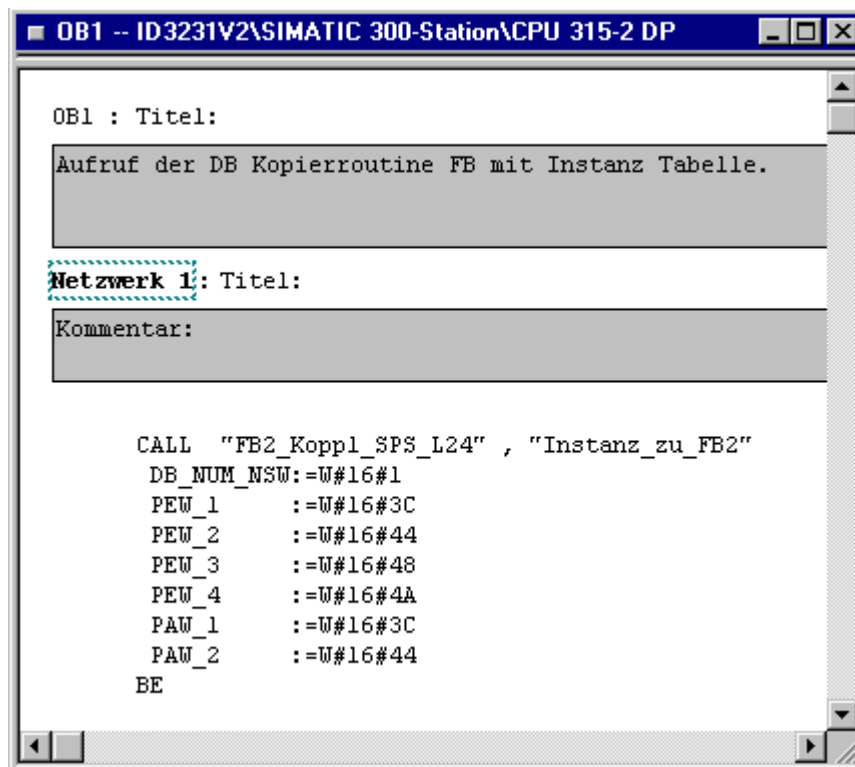 OB1 -- ID3231V2\SIMATIC 300-Station\CPU 315-2 DP
OB1 : Titel:
Aufruf der DB Kopierroutine FB mit Instanz Tabelle.
Netzwerk 1: Titel:
Kommentar:
CALL "FB2_Koppl_SPS_L24" , "Instanz_zu_FB2"
DB_NUM_NSW:=W#16#1
PEW_1 :=W#16#3C
PEW_2 :=W#16#44
PEW_3 :=W#16#48
PEW_4 :=W#16#4A
PAW_1 :=W#16#3C
PAW_2 :=W#16#44
BE